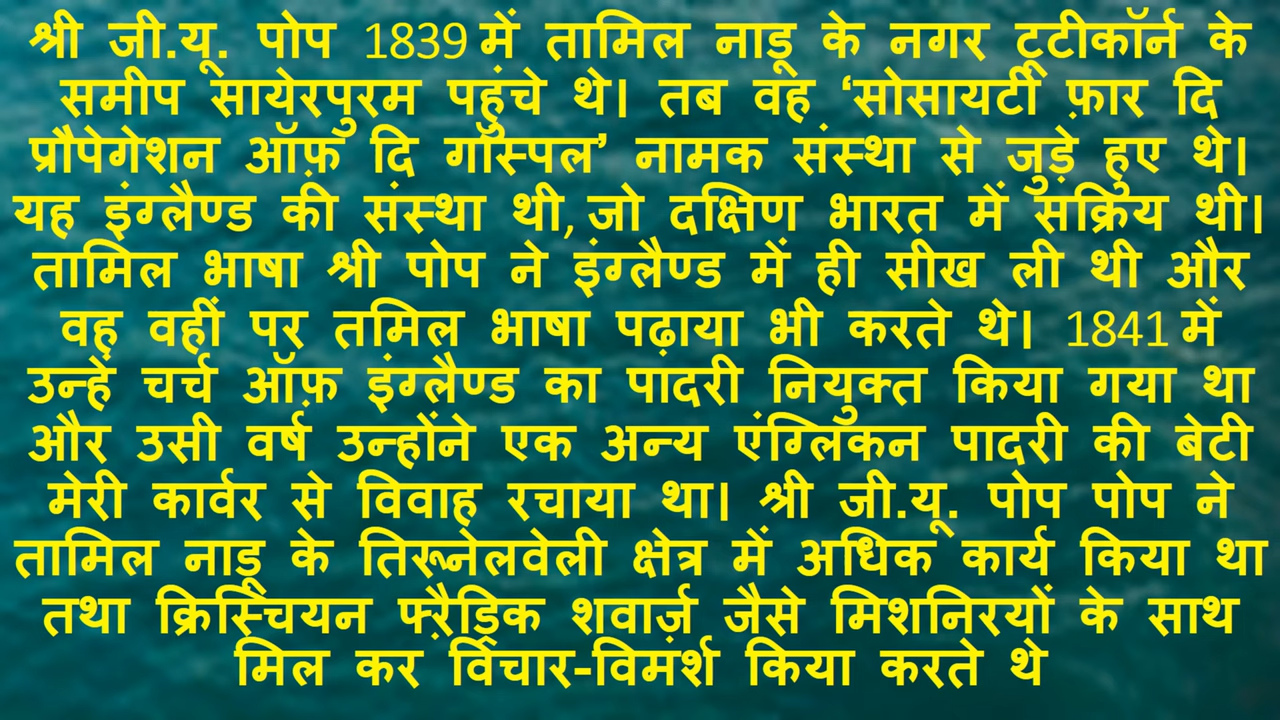 श्री जी.यू. पोप 1839 में तामिल नाडू के नगर टूटीकॉर्न के
समीप सायेरपुरम पहुंचे थे। तब वह ‘सोसायटी फ़ार दि
प्रौपेगेशन ऑफ़ दि गॉस्पल’ नामक संस्था से जुड़े हुए थे।
यह इंग्लैण्ड की संस्था थी, जो दक्षिण भारत में सक्रिय थी।
तामिल भाषा श्री पोप ने इंग्लैण्ड में ही सीख ली थी और
वह वहीं पर तमिल भाषा पढ़ाया भी करते थे। 1841 में
उन्हें चर्च ऑफ़ इंग्लैण्ड का पादरी नियुक्त किया गया था
और उसी वर्ष उन्होंने एक अन्य एंग्लिकन पादरी की बेटी
मेरी कार्वर से विवाह रचाया था। श्री जी.यू. पोप पोप ने
तामिल नाडू के तिरूनेलवेली क्षेत्र में अधिक कार्य किया था
तथा क्रिस्चियन फ्रैड्रिक शवार्ज़ जैसे मिशनिरयों के साथ
मिल कर विचार-विमर्श किया करते थे